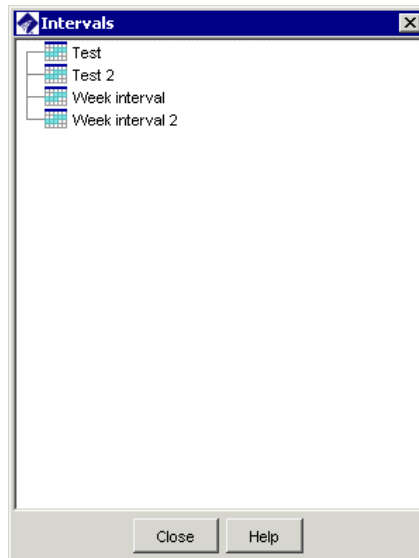 Intervals
Test
Test 2
Week interval
Week interval 2
Close Help